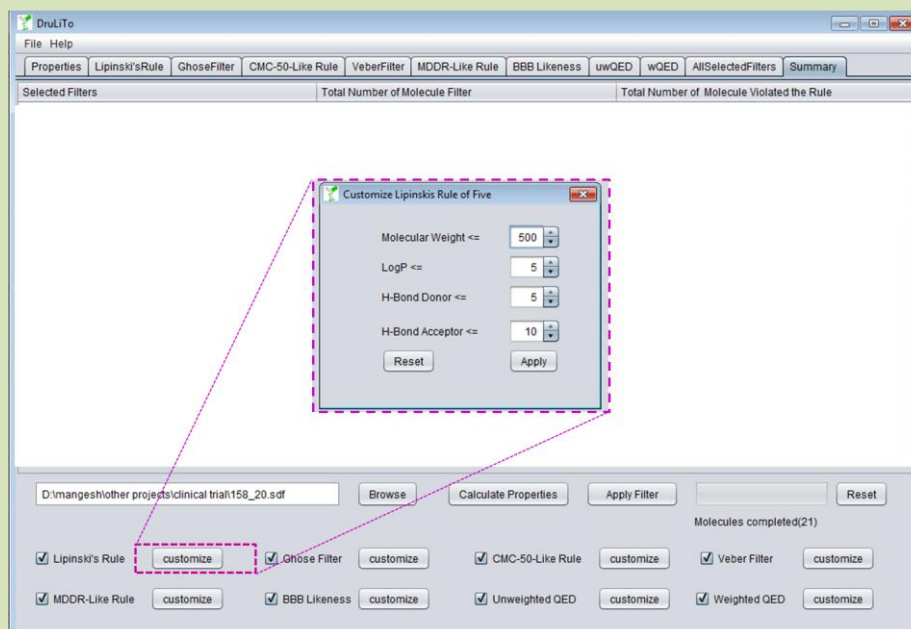 DruLiTo
File Help
Properties Lipinski'sRule GhoseFilter CMC-50-Like Rule VeberFilter MDDR-Like Rule BBB Likeness uwQED wQED AllSelectedFilters Summary
Selected Filters Total Number of Molecule Filter Total Number of Molecule Violated the Rule
Customize Lipinskis Rule of Five
Molecular Weight <= 500
LogP <= 5
H-Bond Donor <= 5
H-Bond Acceptor <= 10
Reset Apply
D:\mangesh\other projects\clinical trial\158_20.sdf Browse Calculate Properties Apply Filter Reset
Molecules completed(21)
Lipinski's Rule customize Ghose Filter customize CMC-50-Like Rule customize Veber Filter customize
MDDR-Like Rule customize BBB Likeness customize Unweighted QED customize Weighted QED customize